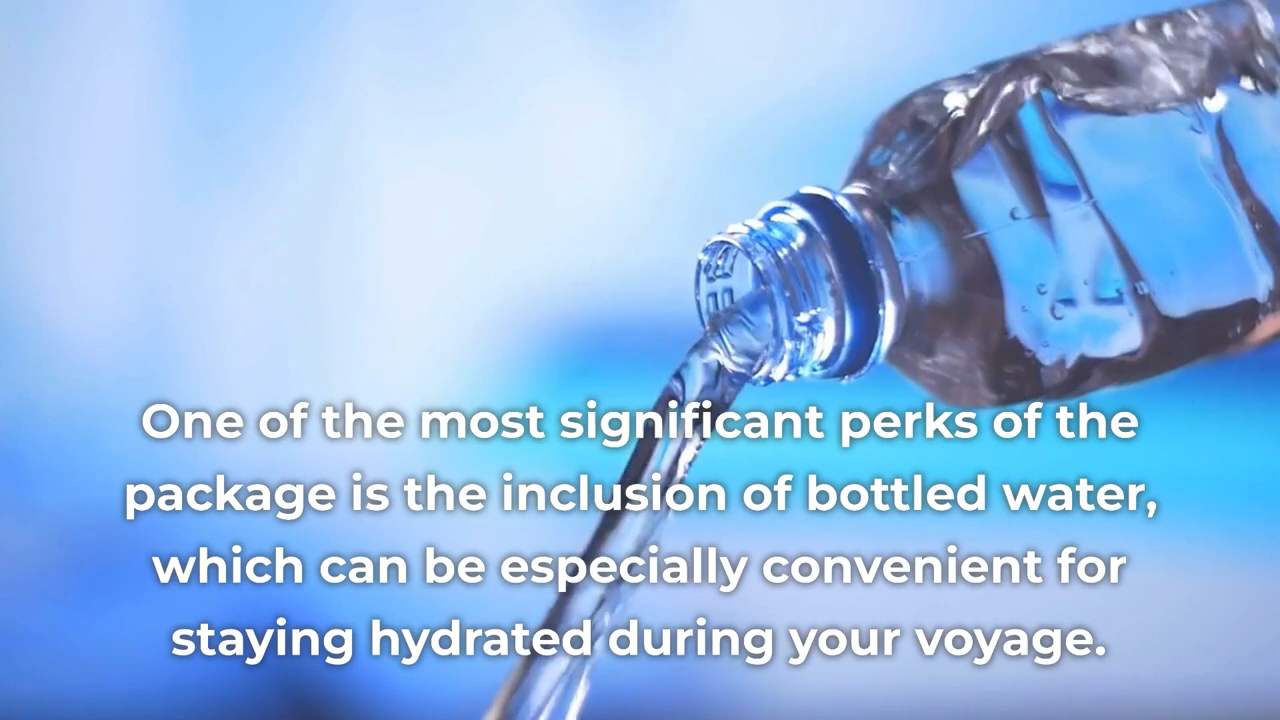 One of the most significant perks of the
package is the inclusion of bottled water,
which can be especially convenient for
staying hydrated during your voyage.